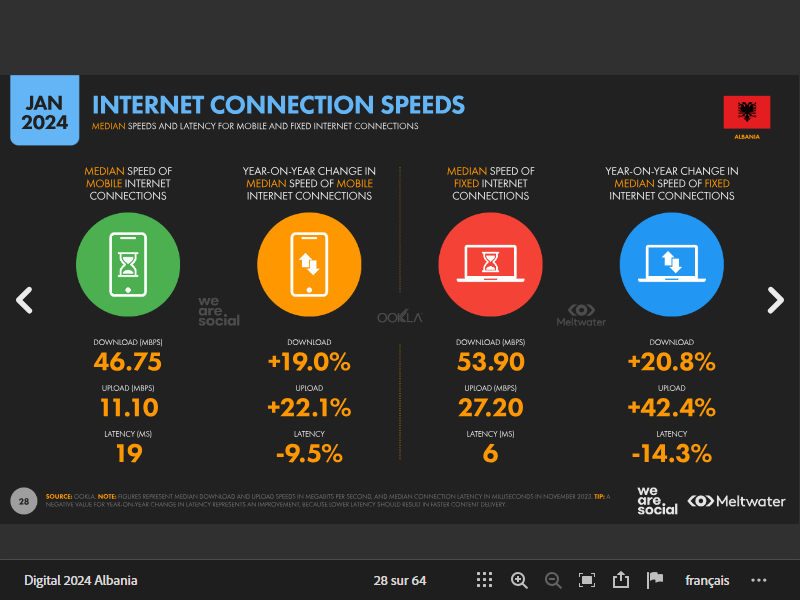 JAN
2024
INTERNET CONNECTION SPEEDS
MEDIAN SPEEDS AND LATENCY FOR MOBILE AND FIXED INTERNET CONNECTIONS
ALBANIA
MEDIAN SPEED OF
MOBILE INTERNET
CONNECTIONS
YEAR-ON-YEAR CHANGE IN
MEDIAN SPEED OF MOBILE
INTERNET CONNECTIONS
MEDIAN SPEED OF
FIXED INTERNET
CONNECTIONS
YEAR-ON-YEAR CHANGE IN
MEDIAN SPEED OF FIXED
INTERNET CONNECTIONS
we
are
social
OOKLA
Meltwater
DOWNLOAD (MBPS)
46.75
UPLOAD (MBPS)
11.10
LATENCY (MS)
19
DOWNLOAD
+19.0%
UPLOAD
+22.1%
LATENCY
-9.5%
DOWNLOAD (MBPS)
53.90
UPLOAD (MBPS)
27.20
LATENCY (MS)
6
DOWNLOAD
+20.8%
UPLOAD
+42.4%
LATENCY
-14.3%
28
SOURCE: OOKLA. NOTE: FIGURES REPRESENT MEDIAN DOWNLOAD AND UPLOAD SPEEDS IN MEGABITS PER SECOND, AND MEDIAN CONNECTION LATENCY IN MILLISECONDS IN NOVEMBER 2023. TIP: A
NEGATIVE VALUE FOR YEAR-ON-YEAR CHANGE IN LATENCY REPRESENTS AN IMPROVEMENT, BECAUSE LOWER LATENCY SHOULD RESULT IN FASTER CONTENT DELIVERY.
we
are
social
Meltwater
Digital 2024 Albania
28 sur 64
français